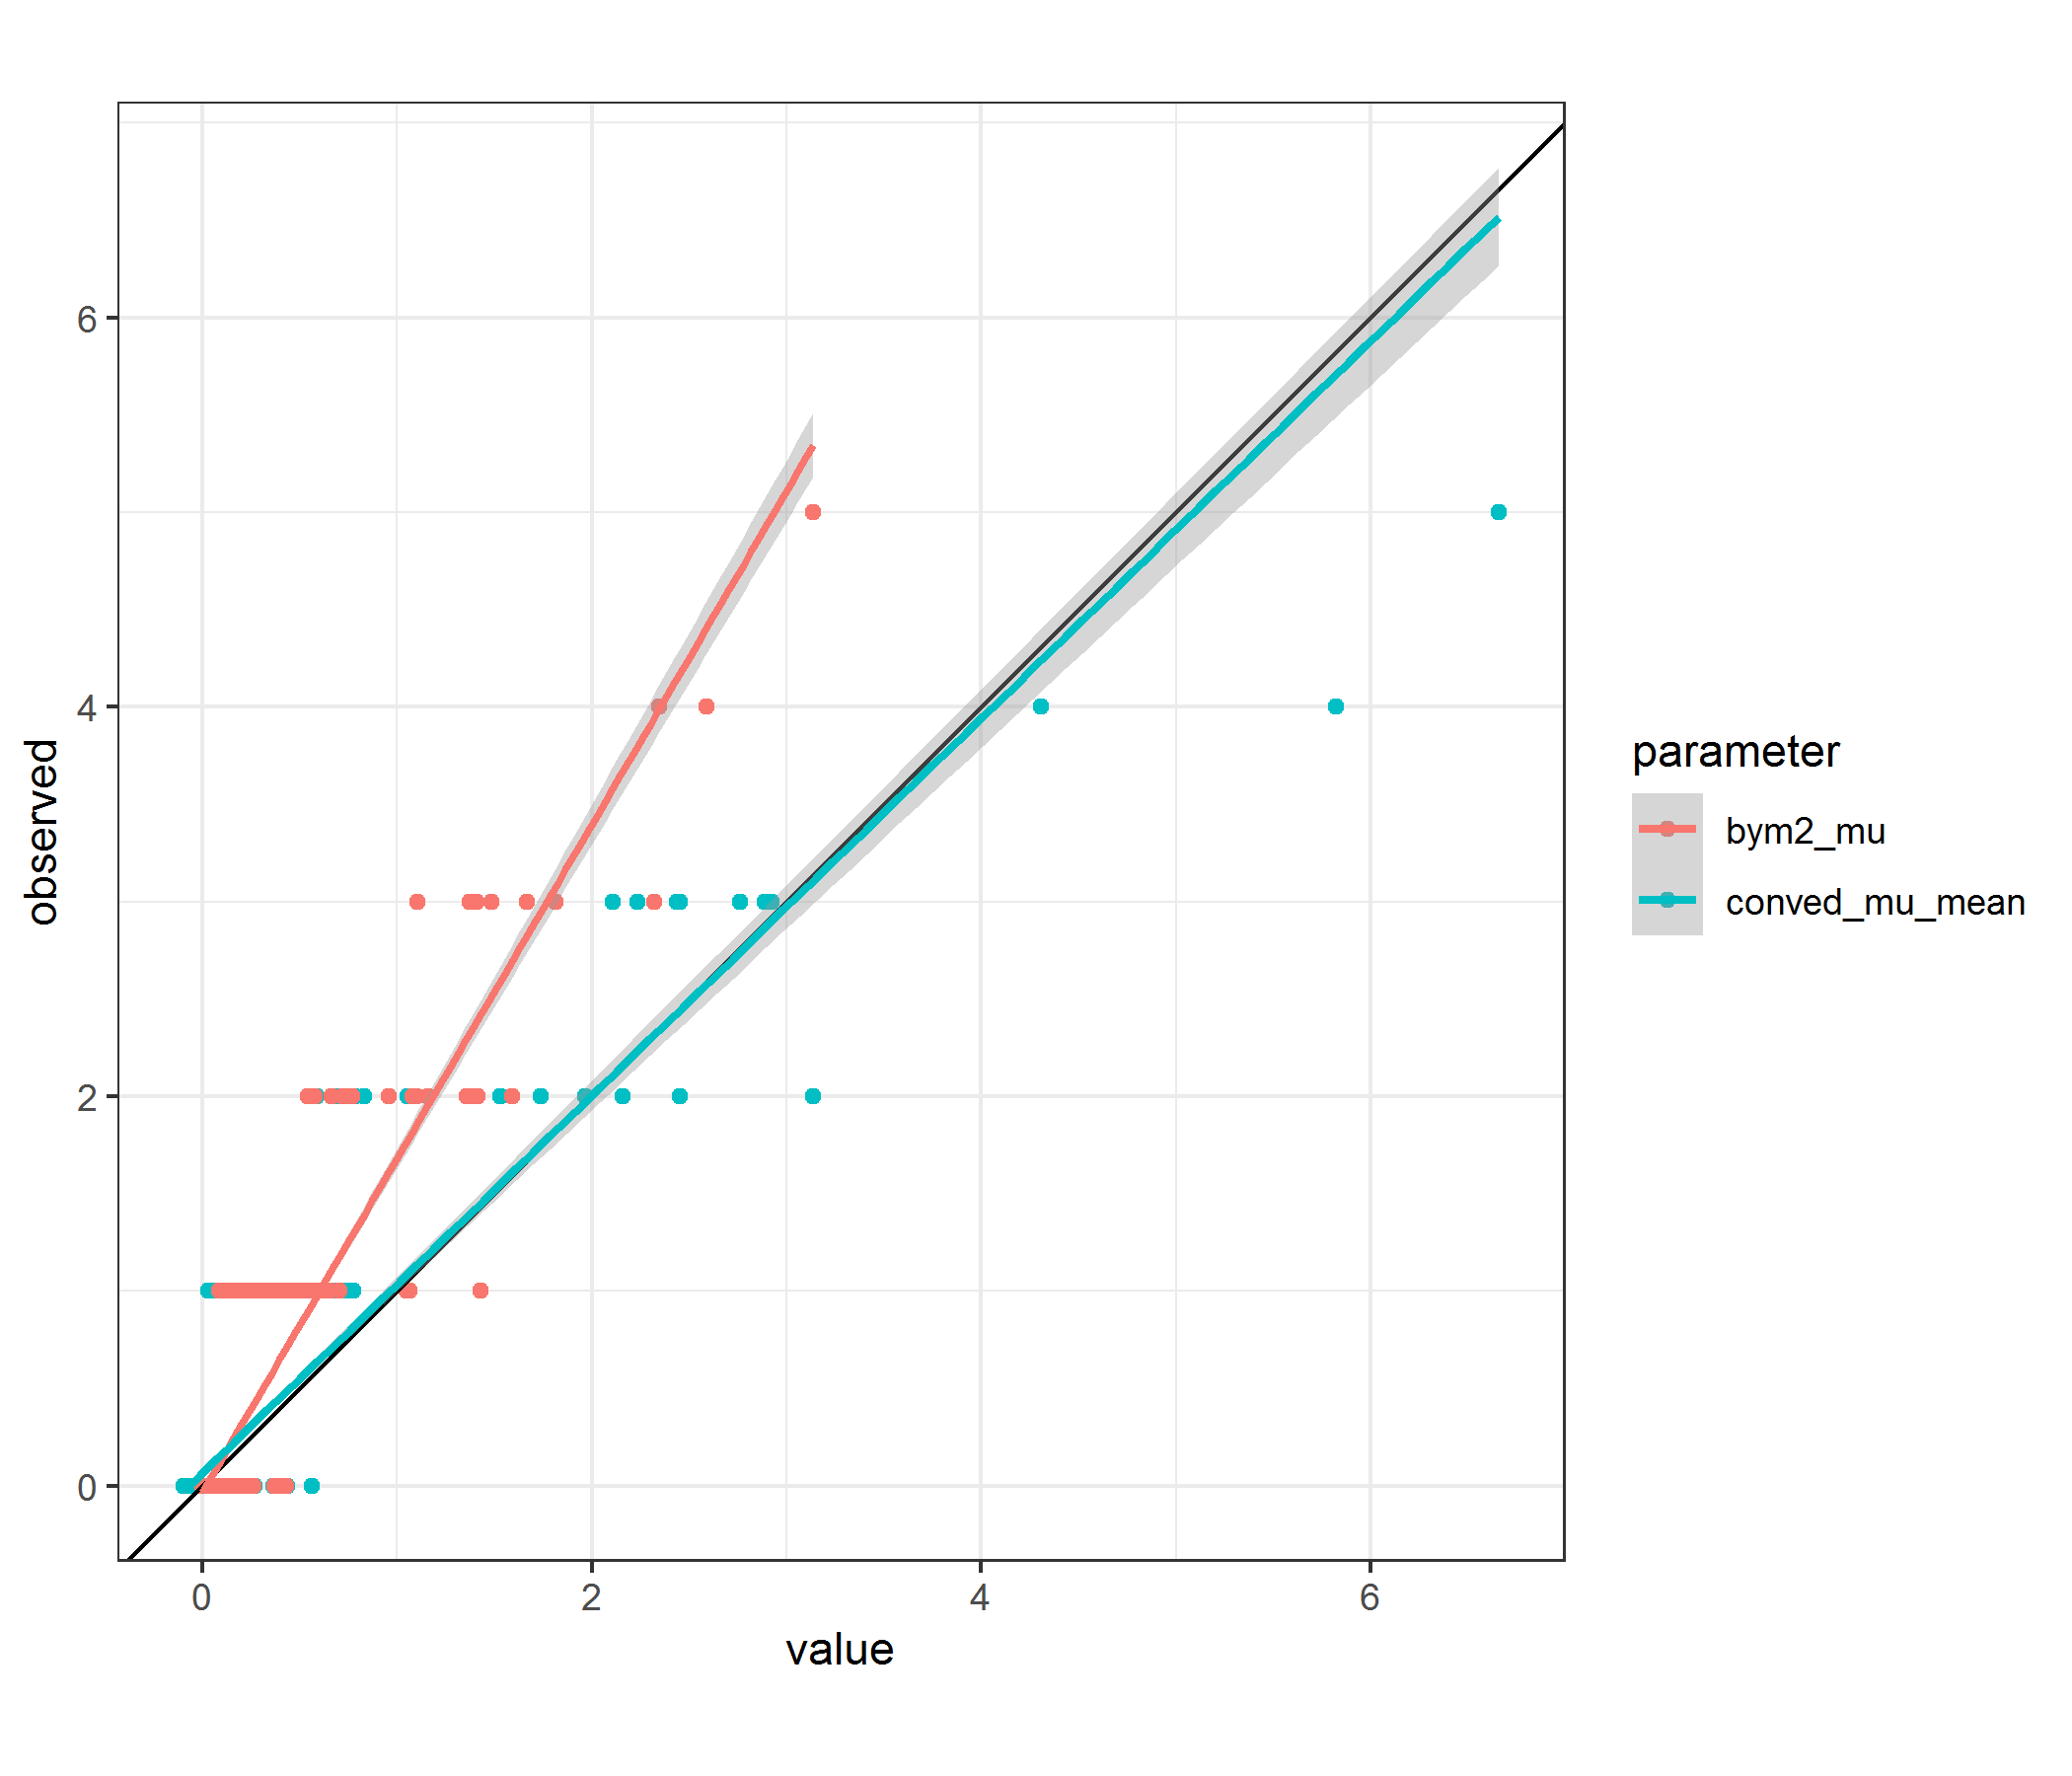 observed
6
4
2
0
0 2 4 6
value
parameter
bym2_mu
conved_mu_mean